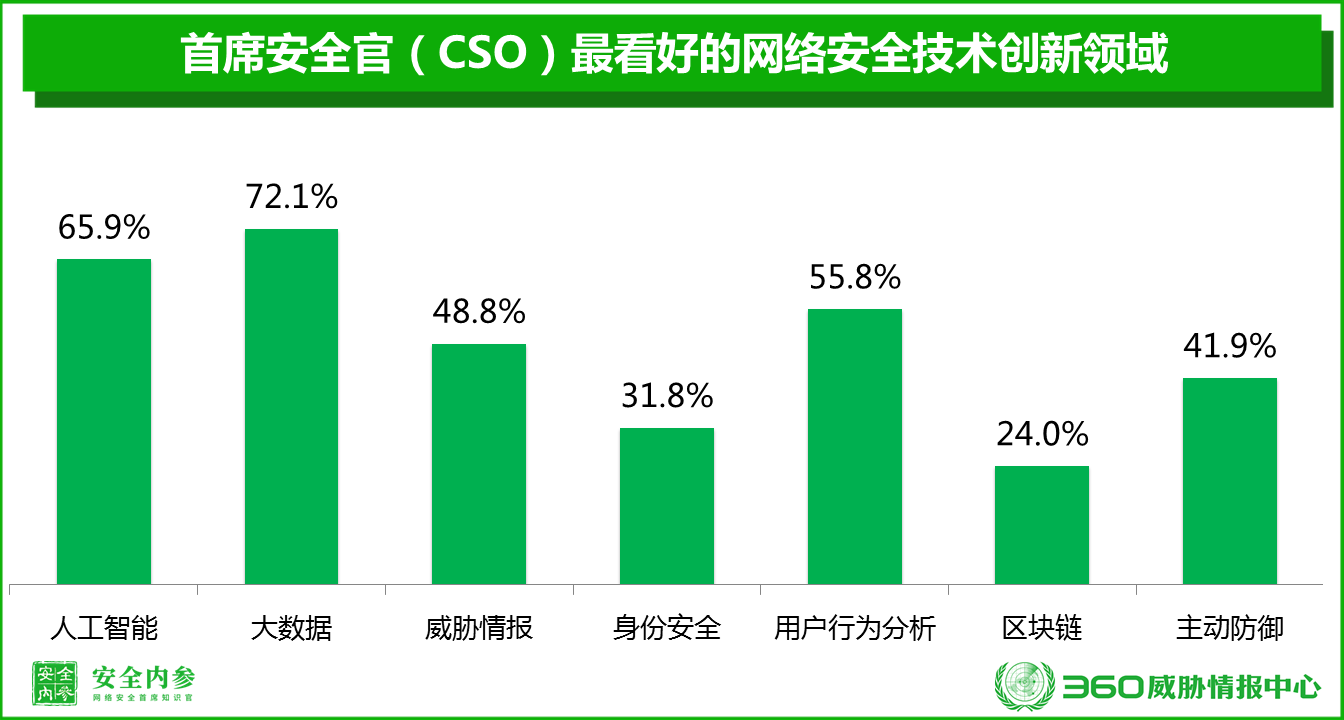 首席安全官（CSO）最看好的网络安全技术创新领域
65.9%
72.1%
48.8%
31.8%
55.8%
24.0%
41.9%
人工智能
大数据
威胁情报
身份安全
用户行为分析
区块链
主动防御
安全
内参
安全内参
网络安全首席知识官
360威胁情报中心